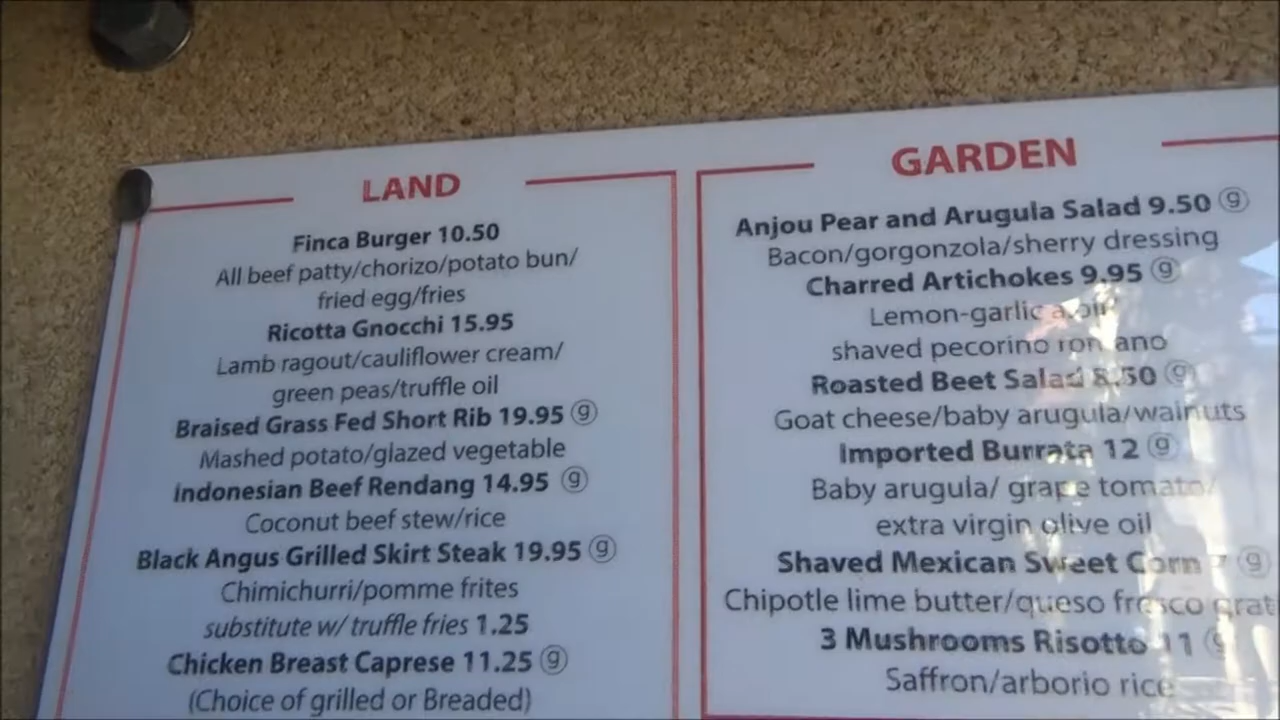 LAND
Finca Burger 10.50
All beef patty/chorizo/potato bun/
fried egg/fries
Ricotta Gnocchi 15.95
Lamb ragout/cauliflower cream/
green peas/truffle oil
Braised Grass Fed Short Rib 19.95 ⓖ
Mashed potato/glazed vegetable
Indonesian Beef Rendang 14.95 ⓖ
Coconut beef stew/rice
Black Angus Grilled Skirt Steak 19.95 ⓖ
Chimichurri/pomme frites
substitute w/ truffle fries 1.25
Chicken Breast Caprese 11.25 ⓖ
(Choice of grilled or Breaded)
GARDEN
Anjou Pear and Arugula Salad 9.50 ⓖ
Bacon/gorgonzola/sherry dressing
Charred Artichokes 9.95 ⓖ
Lemon-garlic
shaved pecorino romano
Roasted Beet Salad 8.50 ⓖ
Goat cheese/baby arugula/walnuts
Imported Burrata 12 ⓖ
Baby arugula/ grape tomato/
extra virgin olive oil
Shaved Mexican Sweet Corn 7 ⓖ
Chipotle lime butter/queso fresco
3 Mushrooms Risotto 11 ⓖ
Saffron/arborio rice